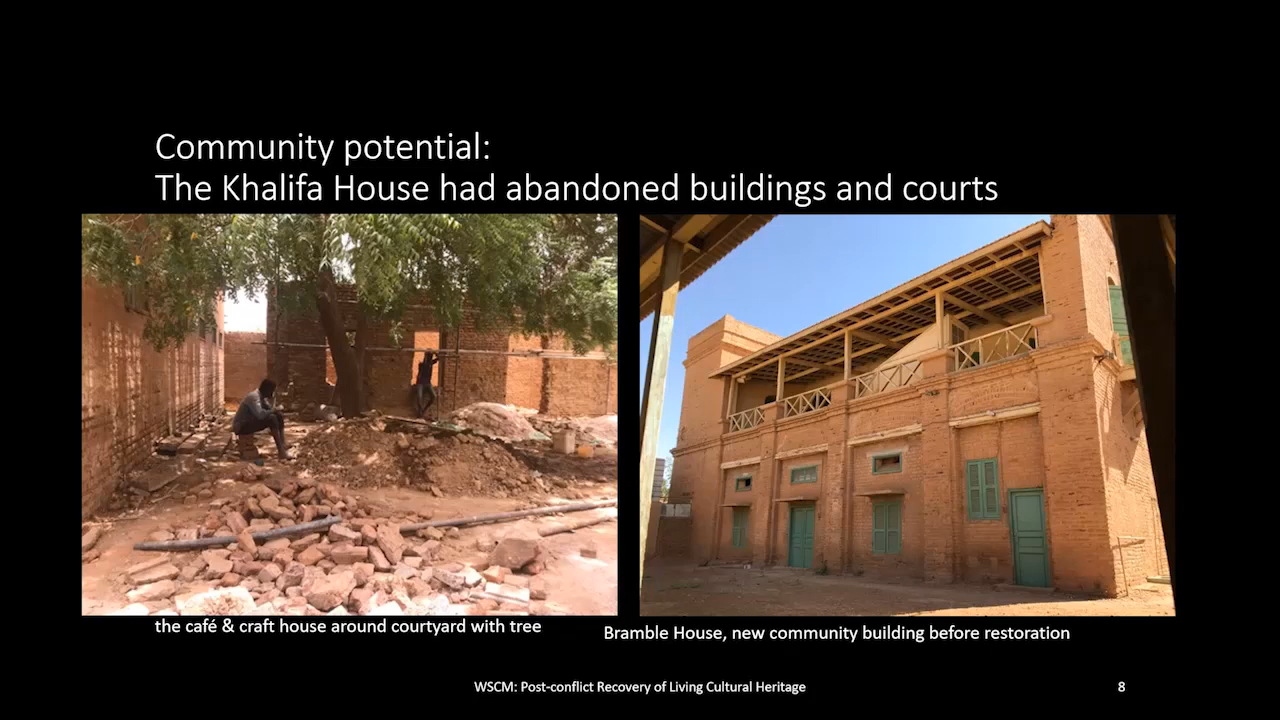 Community potential:
The Khalifa House had abandoned buildings and courts
the café & craft house around courtyard with tree
Bramble House, new community building before restoration
WSCM: Post-conflict Recovery of Living Cultural Heritage
8